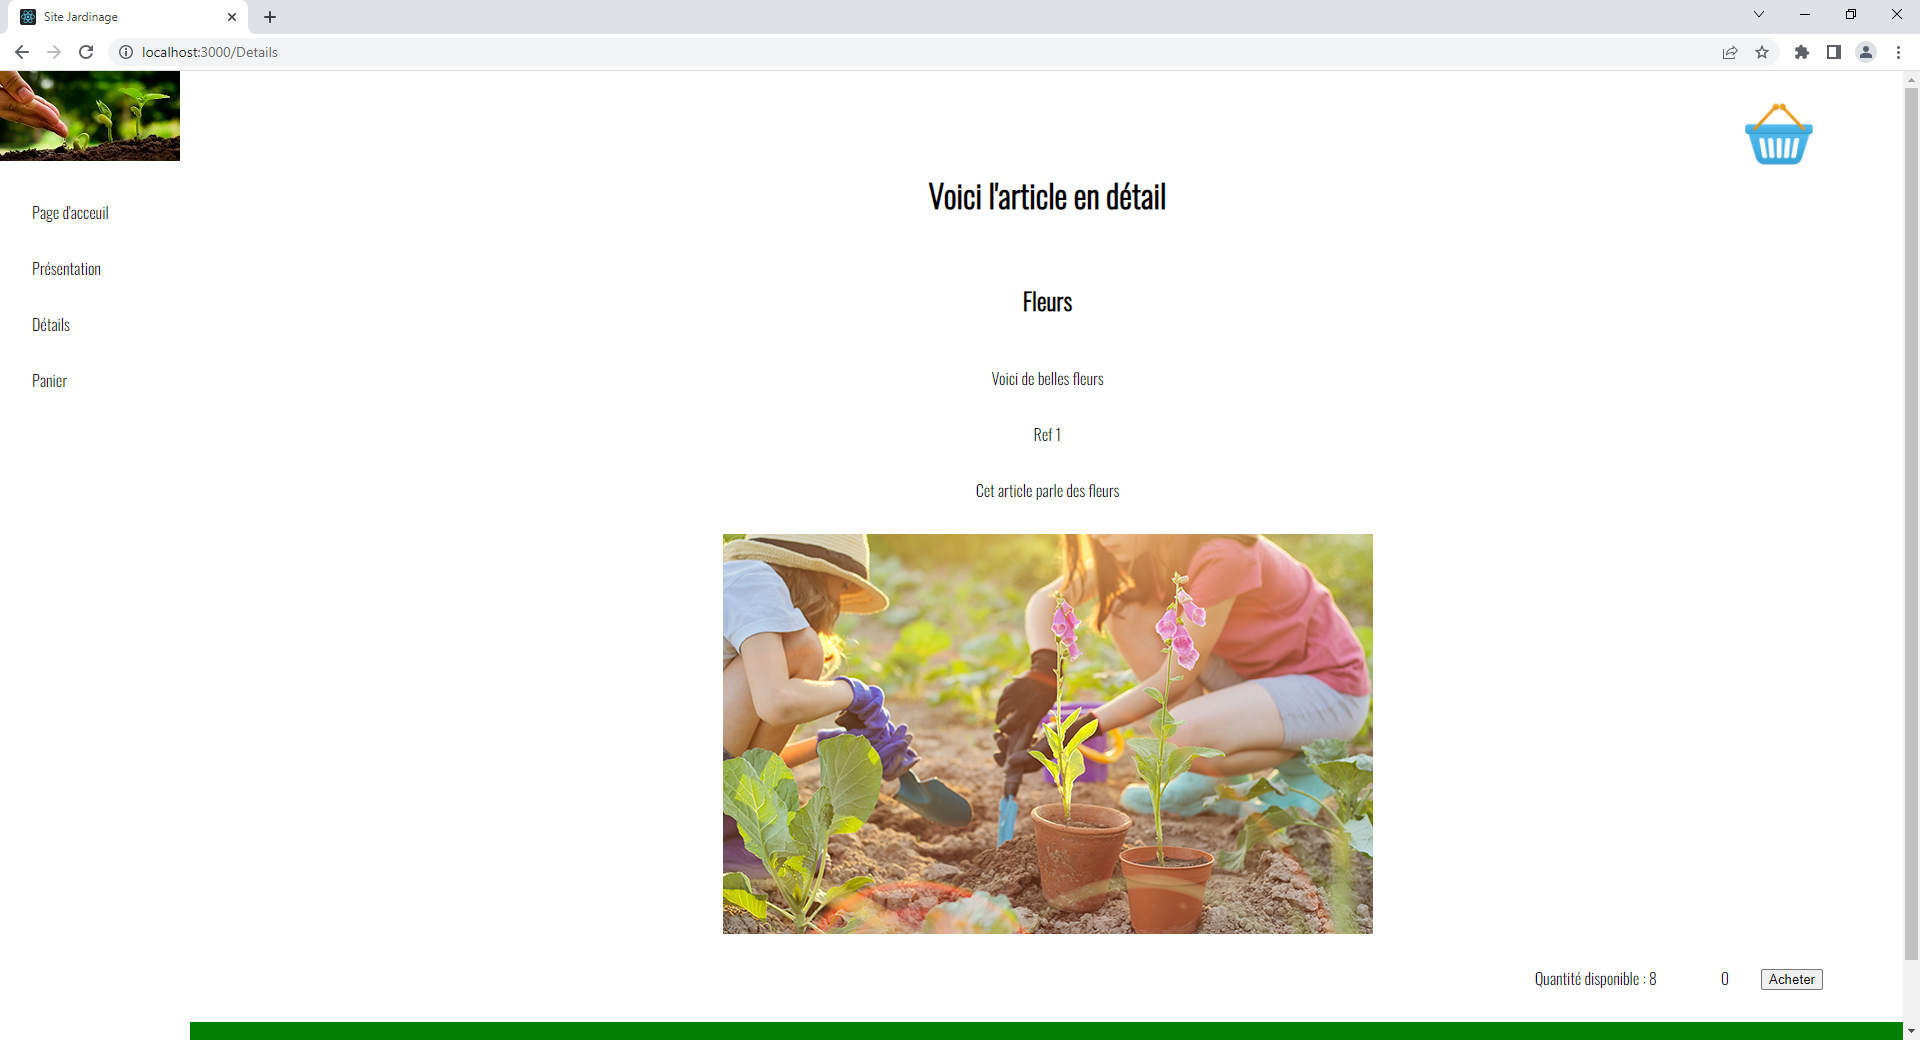 Site Jardinage
localhost:3000/Details
Page d'acceuil
Présentation
Détails
Panier
Voici l'article en détail
Fleurs
Voici de belles fleurs
Ref 1
Cet article parle des fleurs
Quantité disponible : 8 0 Acheter